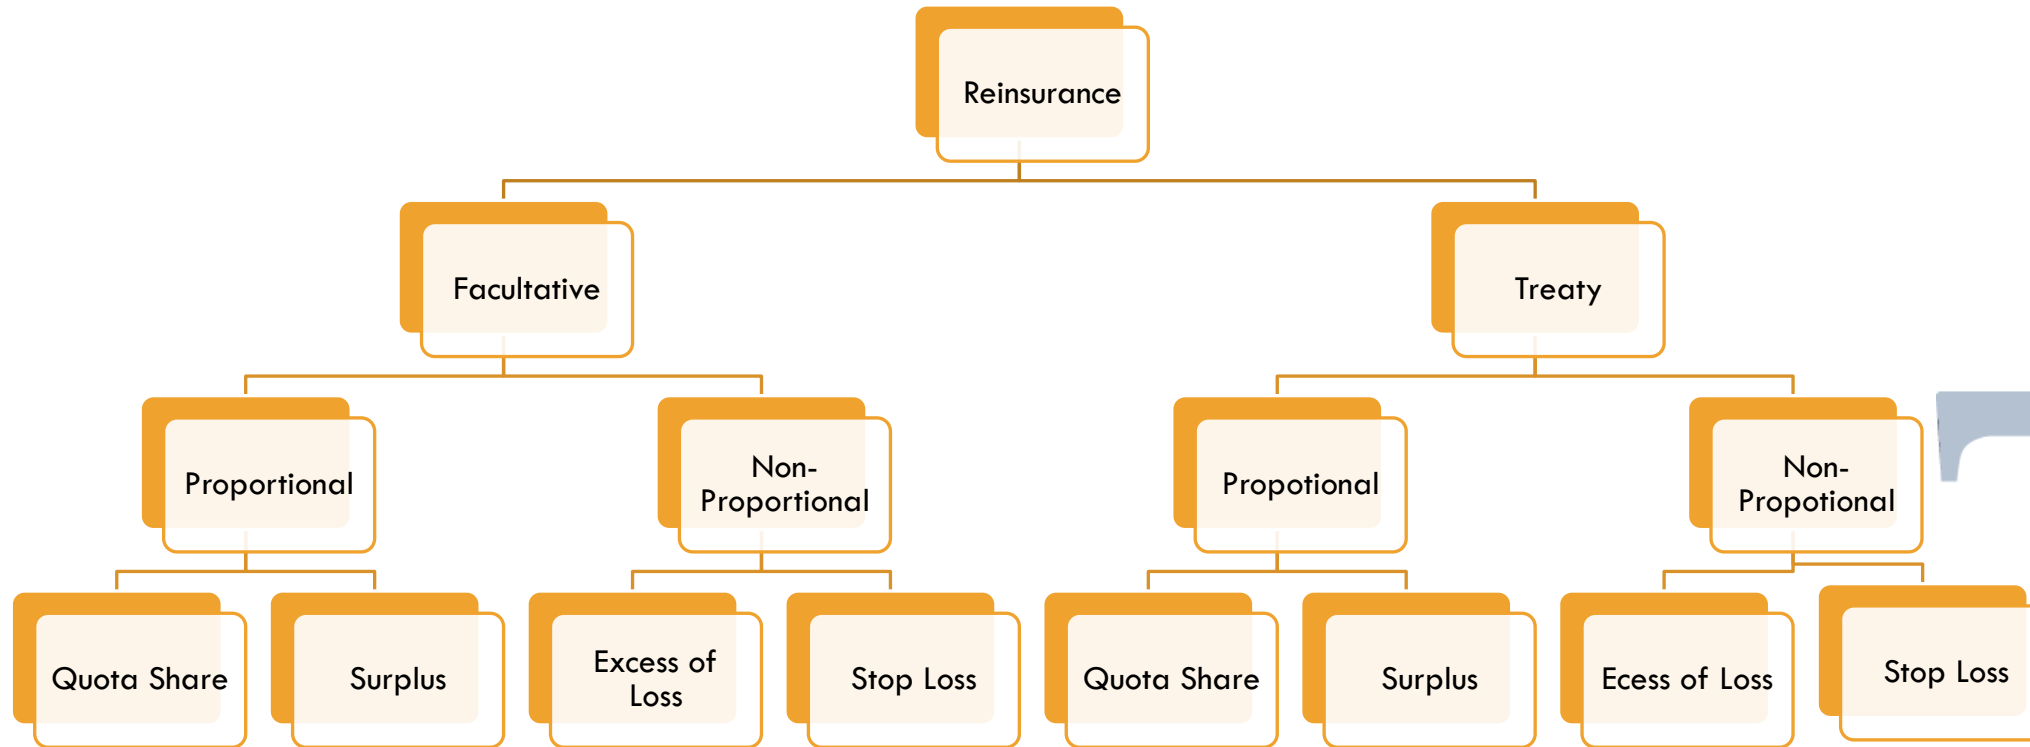 Reinsurance
Facultative
Treaty
Proportional
Non-
Proportional
Propotional
Non-
Propotional
Quota Share
Surplus
Excess of
Loss
Stop Loss
Quota Share
Surplus
Ecess of Loss
Stop Loss